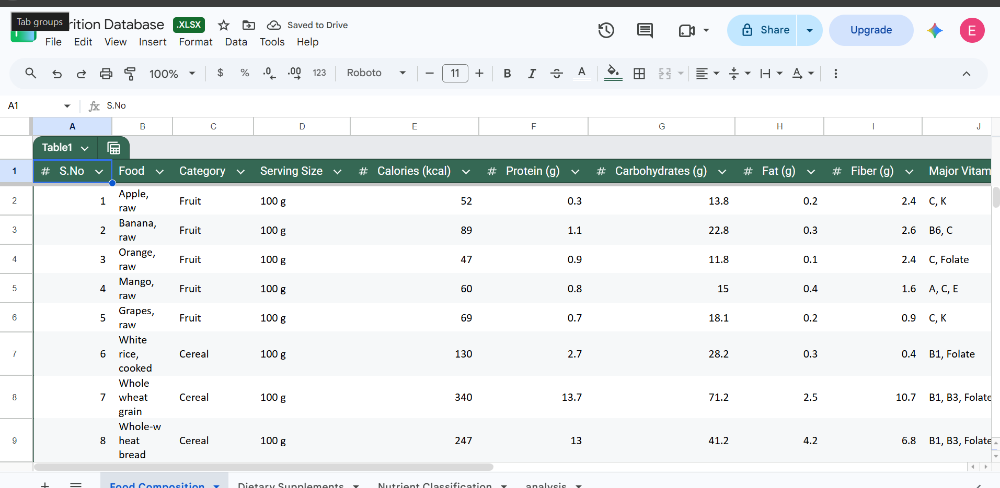 Tab groups
rition Database .XLSX Saved to Drive
File Edit View Insert Format Data Tools Help
Share Upgrade E
100% $ % .0 .00 123 Roboto 11 B I S A A
A1 fx S.No
A B C D E F G H I J
Table1
1 # S.No Food Category Serving Size # Calories (kcal) # Protein (g) # Carbohydrates (g) # Fat (g) # Fiber (g) Major Vitam
2 1 Apple, raw Fruit 100 g 52 0.3 13.8 0.2 2.4 C, K
3 2 Banana, raw Fruit 100 g 89 1.1 22.8 0.3 2.6 B6, C
4 3 Orange, raw Fruit 100 g 47 0.9 11.8 0.1 2.4 C, Folate
5 4 Mango, raw Fruit 100 g 60 0.8 15 0.4 1.6 A, C, E
6 5 Grapes, raw Fruit 100 g 69 0.7 18.1 0.2 0.9 C, K
7 6 White rice, cooked Cereal 100 g 130 2.7 28.2 0.3 0.4 B1, Folate
8 7 Whole wheat grain Cereal 100 g 340 13.7 71.2 2.5 10.7 B1, B3, Folate
9 8 Whole-w heat bread Cereal 100 g 247 13 41.2 4.2 6.8 B1, B3, Folate
+ Food Composition Dietary Supplements Nutrient Classification analysis